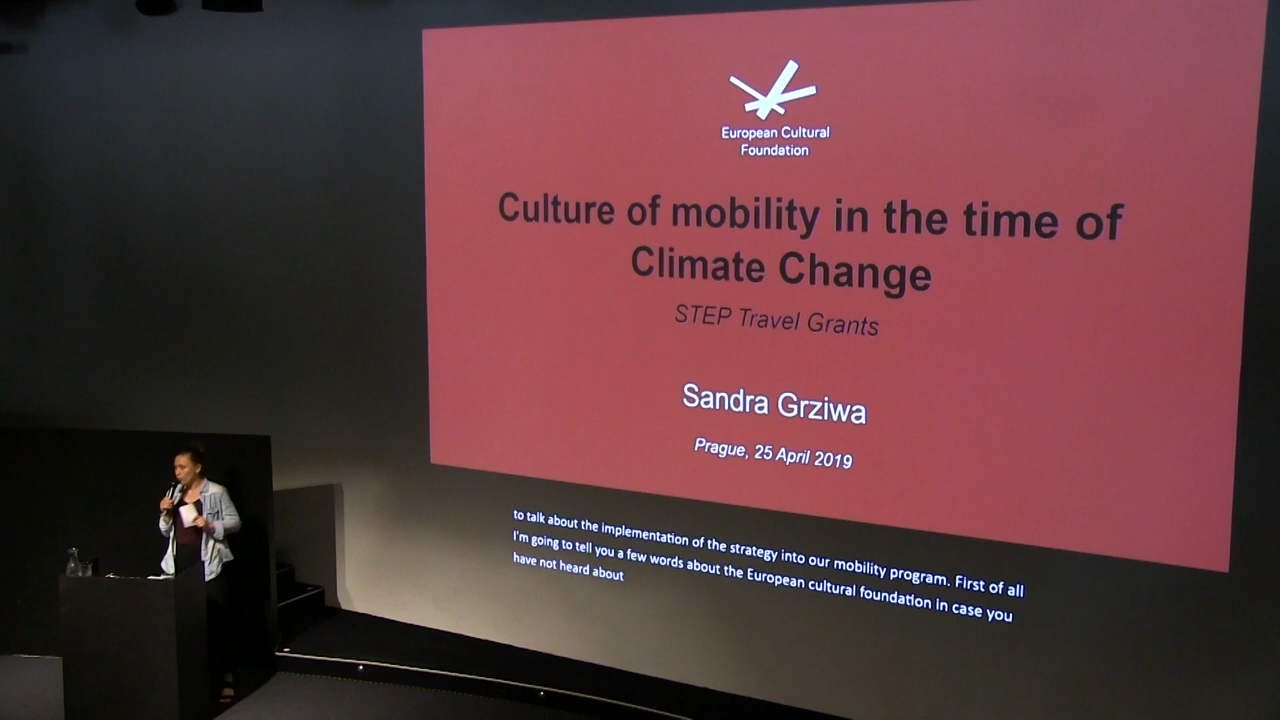 European Cultural
Foundation
Culture of mobility in the time of
Climate Change
STEP Travel Grants
Sandra Grziwa
Prague, 25 April 2019
to talk about the implementation of the strategy into our mobility program. First of all
I'm going to tell you a few words about the European cultural foundation in case you
have not heard about